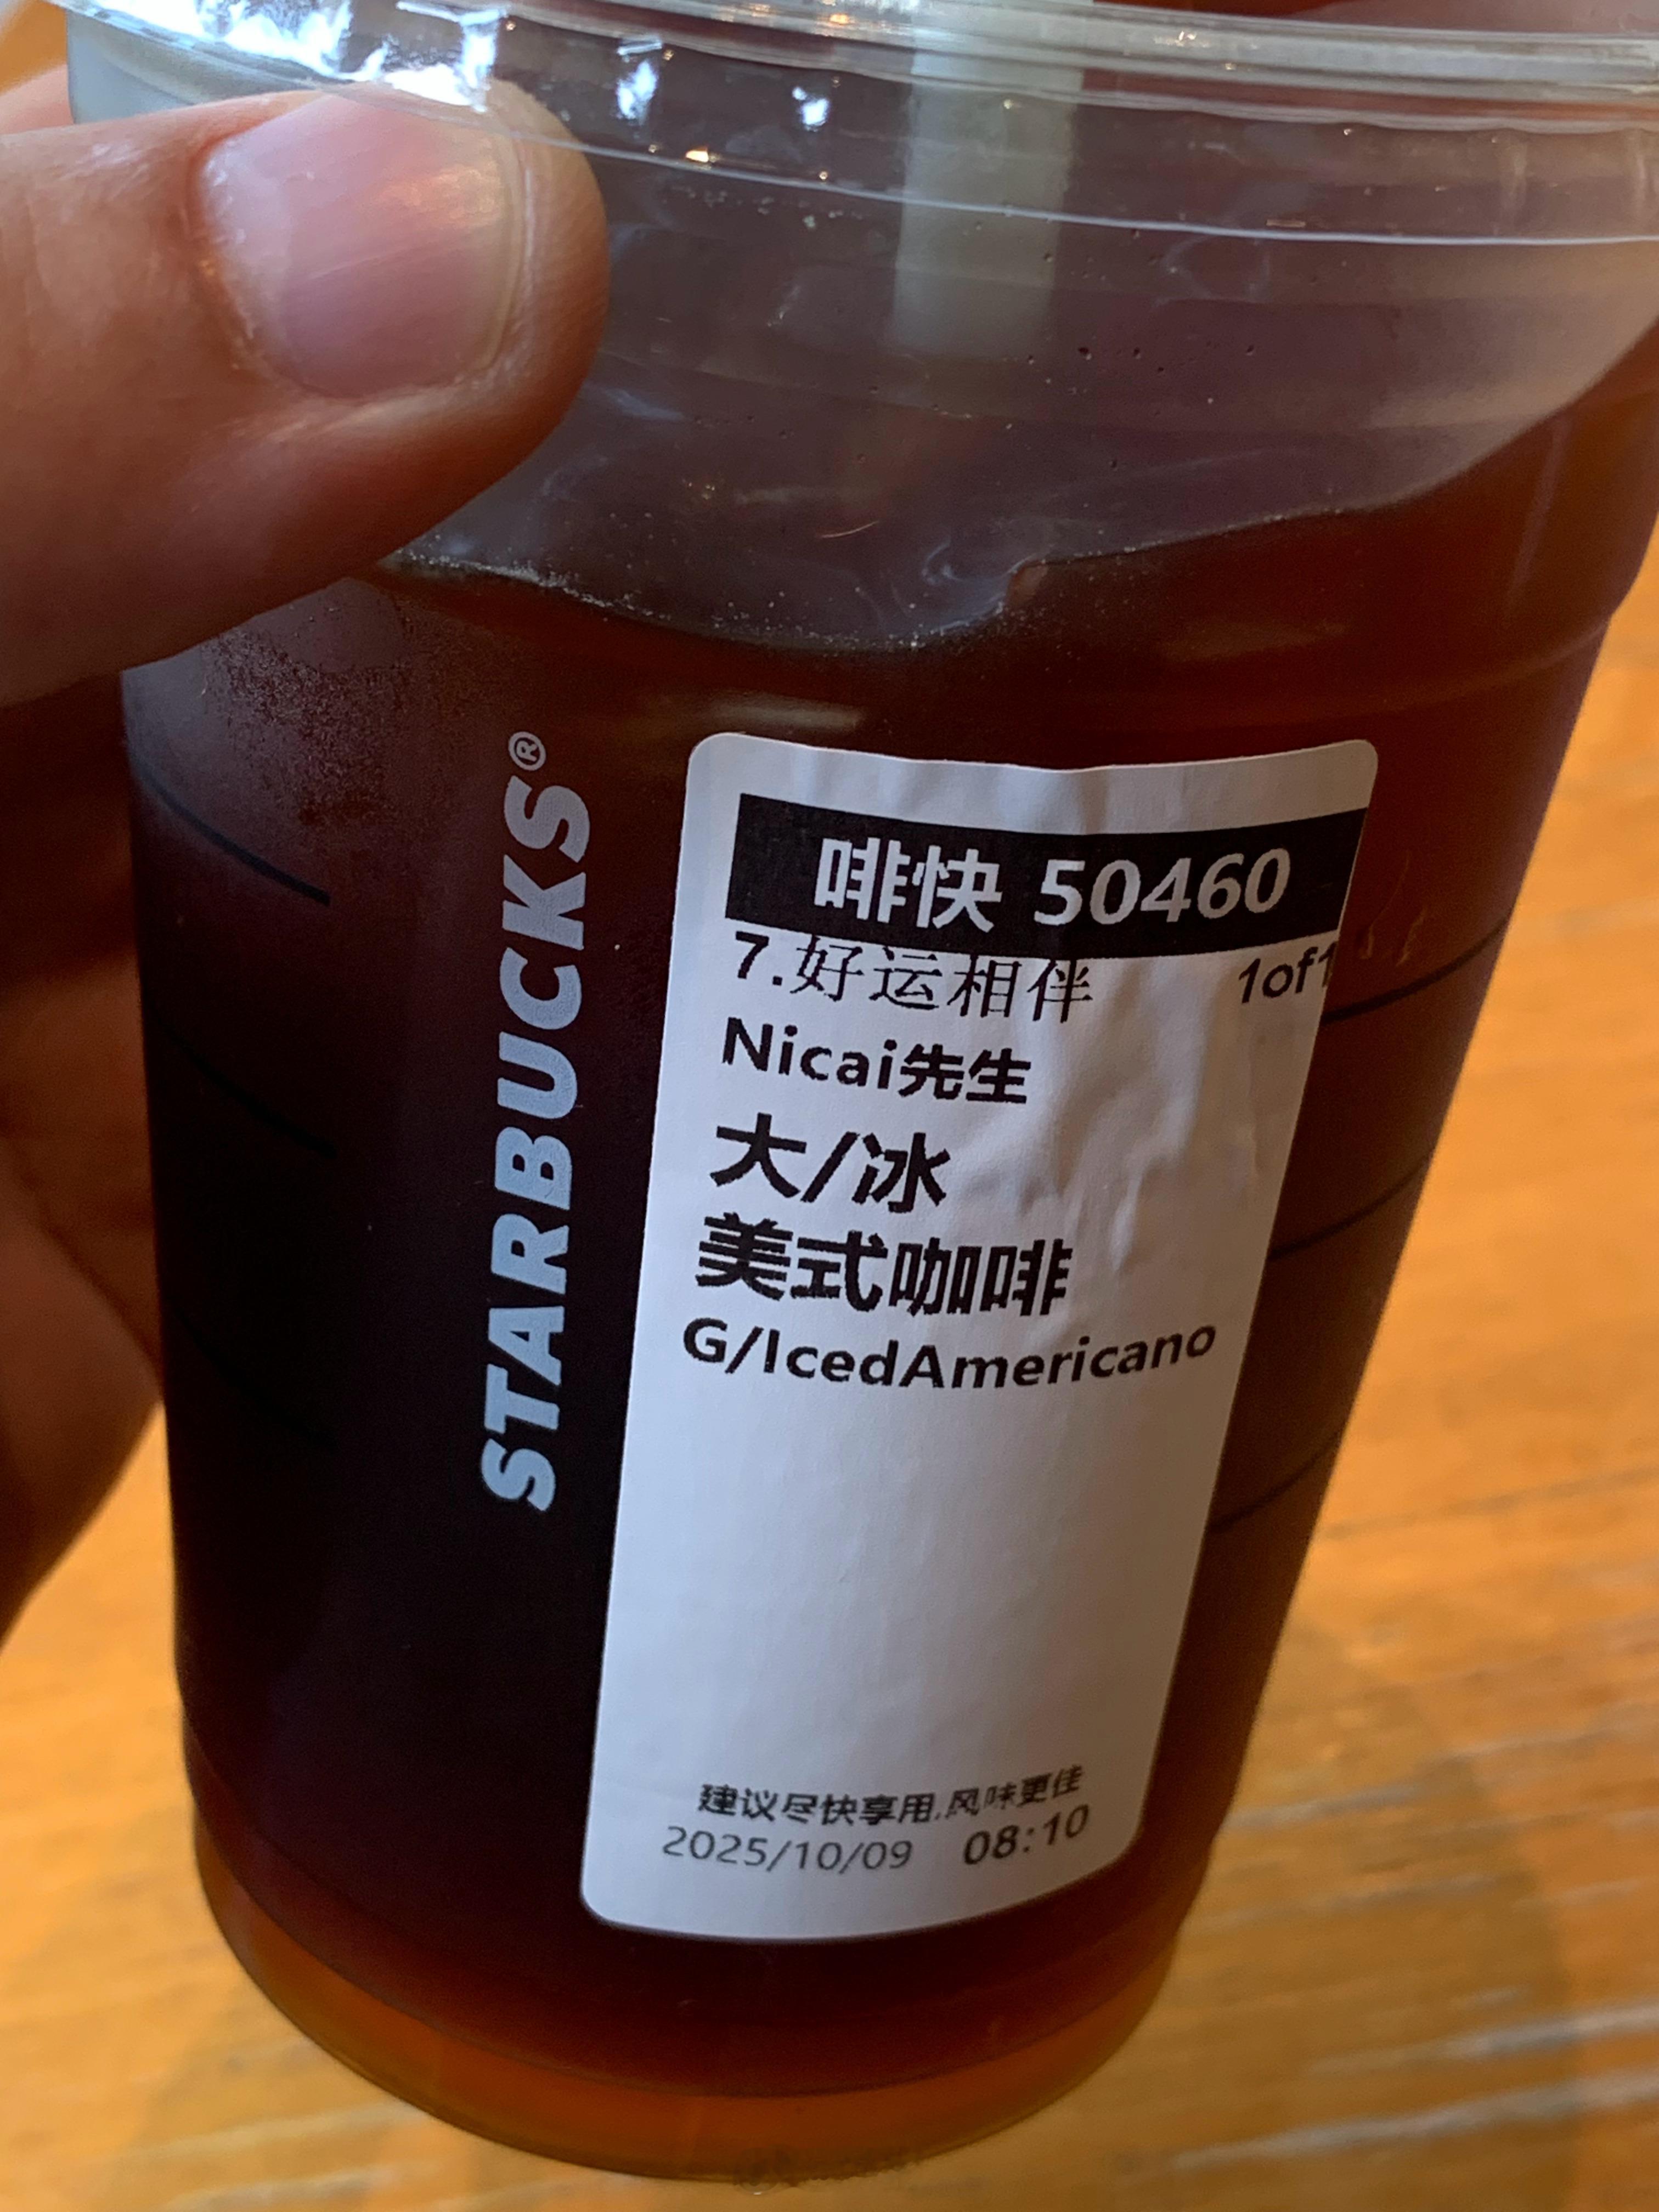 STARBUCKS®
啡快 50460
7.好运相伴 1of1
Nicai先生
大/冰
美式咖啡
G/IcedAmericano
建议尽快享用,风味更佳
2025/10/09 08:10